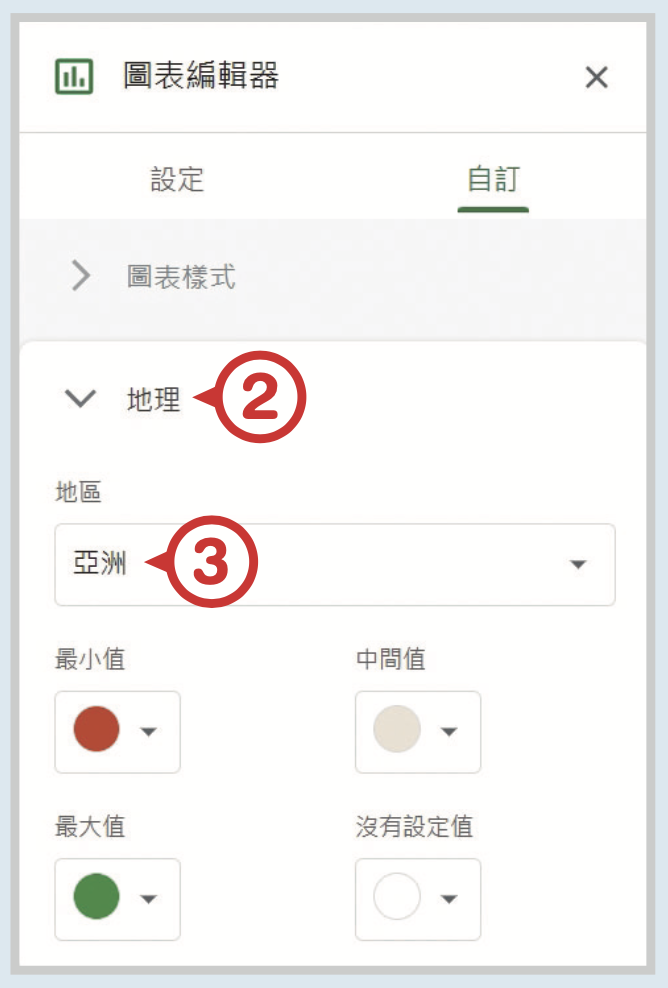 圖表編輯器
設定 自訂
圖表樣式
地理 2
地區
亞洲 3
最小值 中間值
最大值 沒有設定值